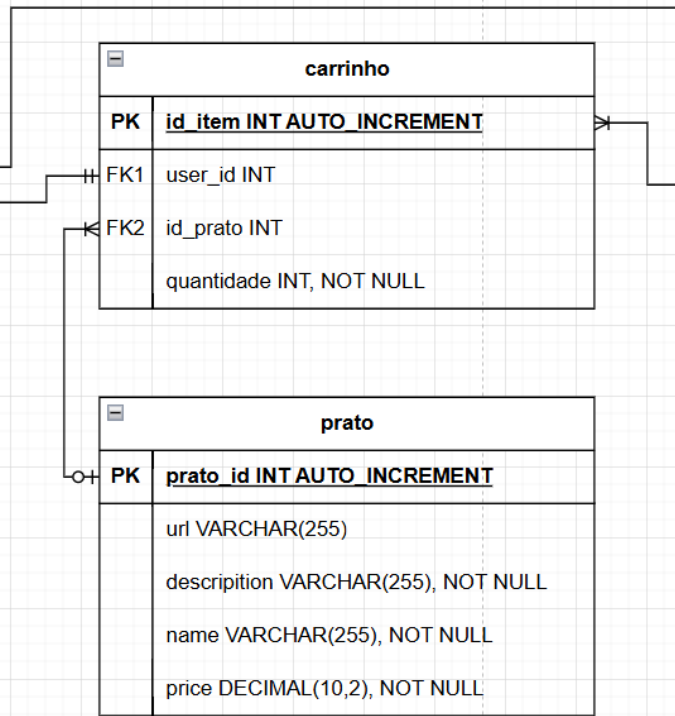 carrinho
PK id_item INT AUTO_INCREMENT
FK1 user_id INT
FK2 id_prato INT
quantidade INT, NOT NULL
prato
PK prato_id INT AUTO_INCREMENT
url VARCHAR(255)
descripition VARCHAR(255), NOT NULL
name VARCHAR(255), NOT NULL
price DECIMAL(10,2), NOT NULL